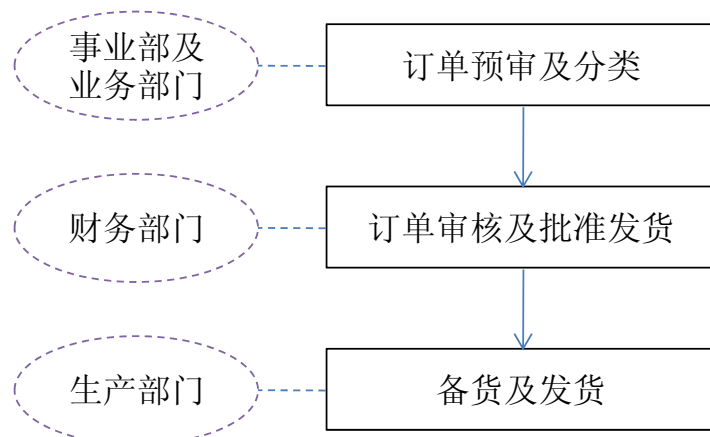 事业部及
业务部门
订单预审及分类
财务部门
订单审核及批准发货
生产部门
备货及发货